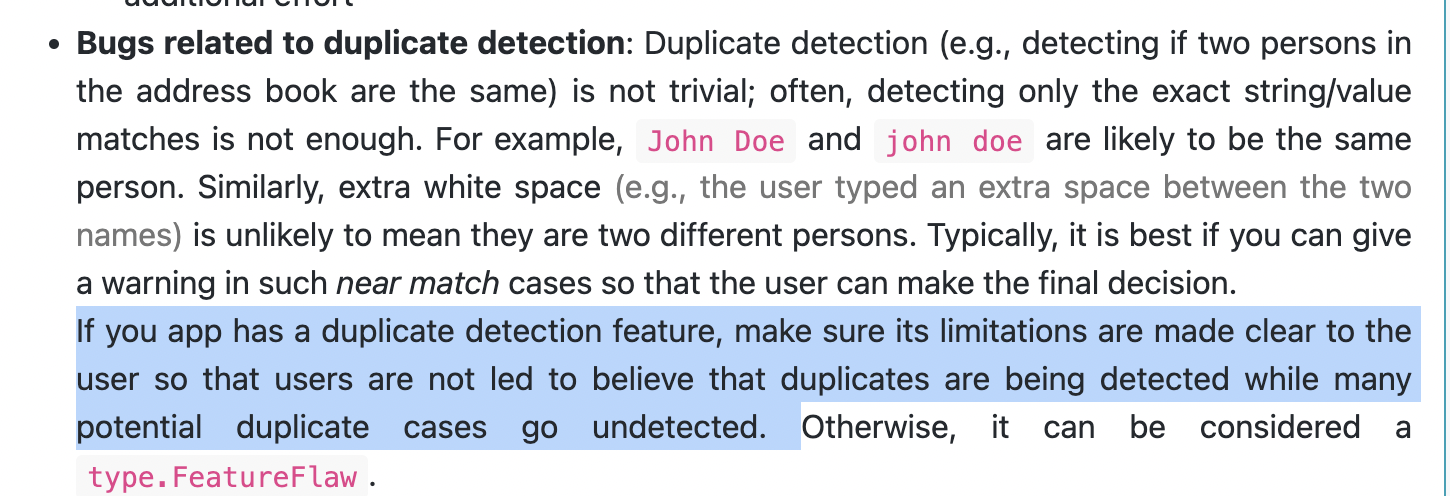 additional effort
• Bugs related to duplicate detection: Duplicate detection (e.g., detecting if two persons in
the address book are the same) is not trivial; often, detecting only the exact string/value
matches is not enough. For example, John Doe and john doe are likely to be the same
person. Similarly, extra white space (e.g., the user typed an extra space between the two
names) is unlikely to mean they are two different persons. Typically, it is best if you can give
a warning in such near match cases so that the user can make the final decision.
If you app has a duplicate detection feature, make sure its limitations are made clear to the
user so that users are not led to believe that duplicates are being detected while many
potential duplicate cases go undetected. Otherwise, it can be considered a
type.FeatureFlaw.